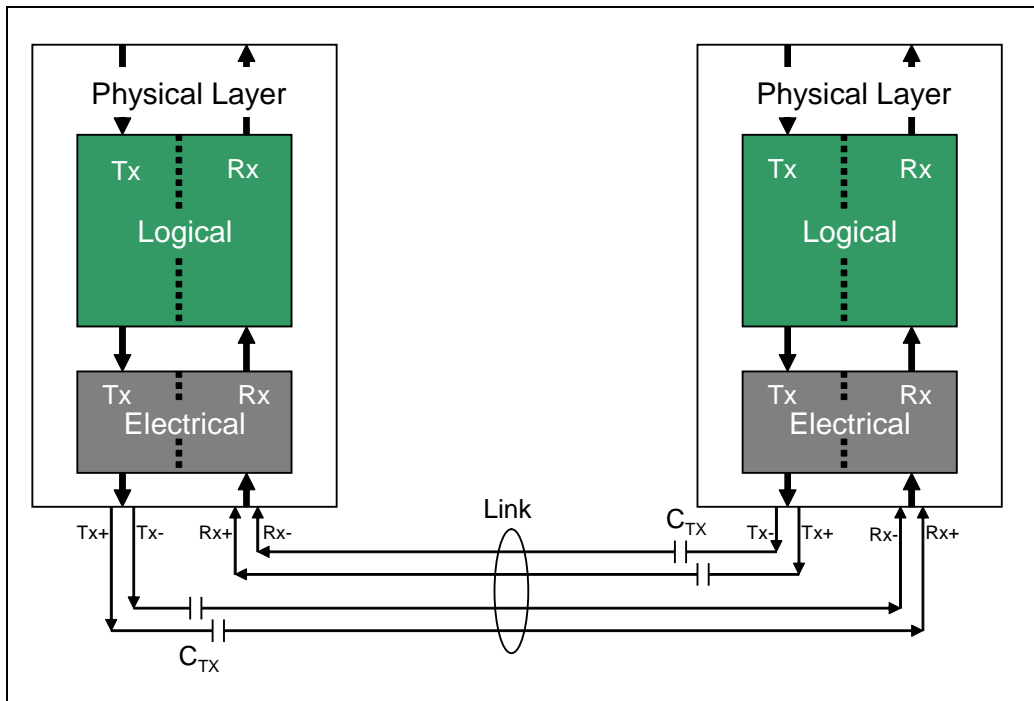 Physical Layer
Tx Rx
Logical
Tx Rx
Electrical
Tx+ Tx- Rx+ Rx-
Physical Layer
Tx Rx
Logical
Tx Rx
Electrical
Tx- Tx+ Rx- Rx+
Link
CTX
CTX